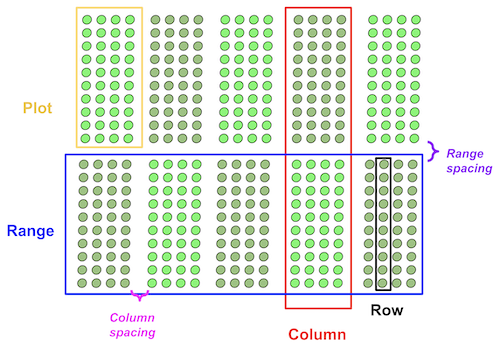 Plot
Range
spacing
Range
Row
Column
spacing
Column